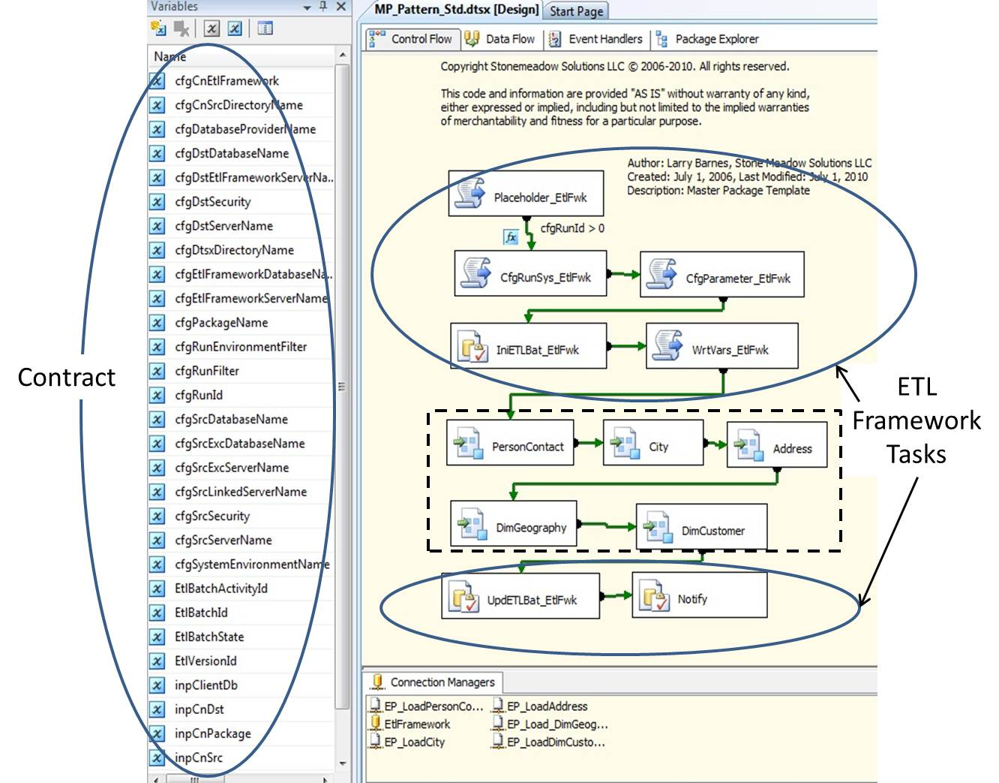 Variables
Name
cfgCnEtlFramework
cfgCnSrcDirectoryName
cfgDatabaseProviderName
cfgDstDatabaseName
cfgDstEtlFrameworkServerNa..
cfgDstSecurity
cfgDstServerName
cfgDtsxDirectoryName
cfgEtlFrameworkDatabaseNa..
cfgEtlFrameworkServerName
cfgPackageName
cfgRunEnvironmentFilter
cfgRunFilter
cfgRunId
cfgSrcDatabaseName
cfgSrcExcDatabaseName
cfgSrcExcServerName
cfgSrcLinkedServerName
cfgSrcSecurity
cfgSrcServerName
cfgSystemEnvironmentName
EtlBatchActivityId
EtlBatchId
EtlBatchState
EtlVersionId
inpClientDb
inpCnDst
inpCnPackage
inpCnSrc
Contract
MP_Pattern_Std.dtsx [Design]
Start Page
Control Flow
Data Flow
Event Handlers
Package Explorer
Copyright Stonemeadow Solutions LLC © 2006-2010. All rights reserved.
This code and information are provided "AS IS" without warranty of any kind,
either expressed or implied, including but not limited to the implied warranties
of merchantability and fitness for a particular purpose.
Author: Larry Barnes, Stone Meadow Solutions LLC
Created: July 1, 2006, Last Modified: July 1, 2010
Description: Master Package Template
Placeholder_EtlFwk
fx
cfgRunId > 0
CfgRunSys_EtlFwk
CfgParameter_EtlFwk
IniETLBat_EtlFwk
WrtVars_EtlFwk
PersonContact
City
Address
DimGeography
DimCustomer
UpdETLBat_EtlFwk
Notify
ETL
Framework
Tasks
Connection Managers
EP_LoadPersonCo...
EP_LoadAddress
EtlFramework
EP_Load_DimGeog...
EP_LoadCity
EP_LoadDimCusto...